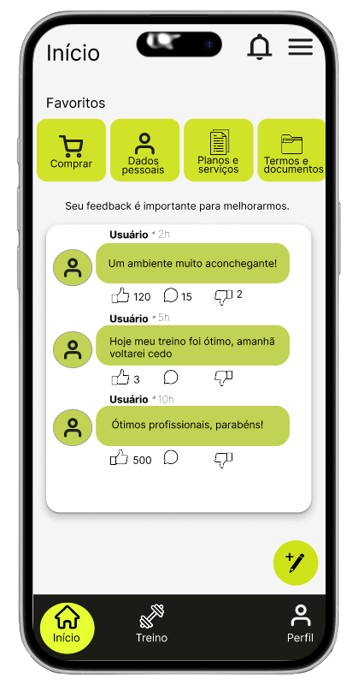 Início
Favoritos
Comprar
Dados
pessoais
Planos e
serviços
Termos e
documentos
Seu feedback é importante para melhorarmos.
Usuário * 2h
Um ambiente muito aconchegante!
120 15 2
Usuário * 5h
Hoje meu treino foi ótimo, amanhã
voltarei cedo
3
Usuário * 10h
Ótimos profissionais, parabéns!
500
Início Treino Perfil